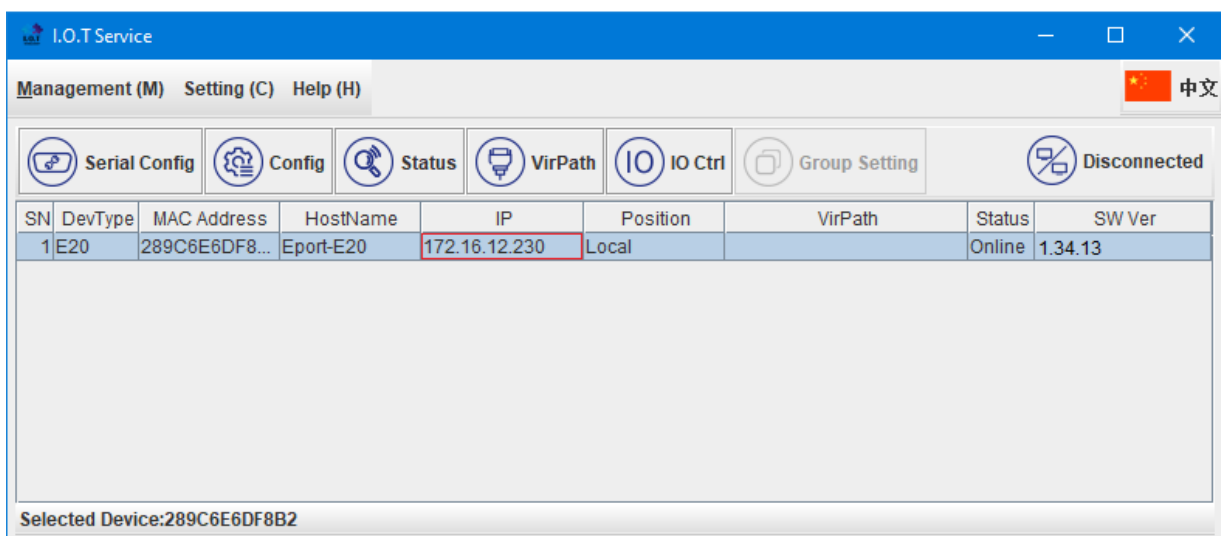 I.O.T Service
Management (M) Setting (C) Help (H) 中文
Serial Config Config Status VirPath IO IO Ctrl Group Setting Disconnected
SN DevType MAC Address HostName IP Position VirPath Status SW Ver
1 E20 289C6E6DF8... Eport-E20 172.16.12.230 Local Online 1.34.13
Selected Device:289C6E6DF8B2